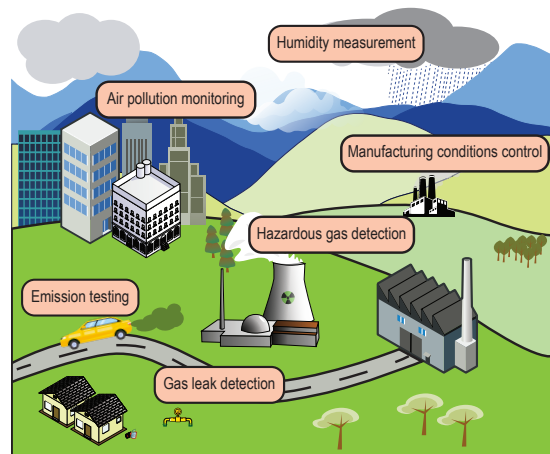 Humidity measurement
Air pollution monitoring
Manufacturing conditions control
Hazardous gas detection
Emission testing
Gas leak detection